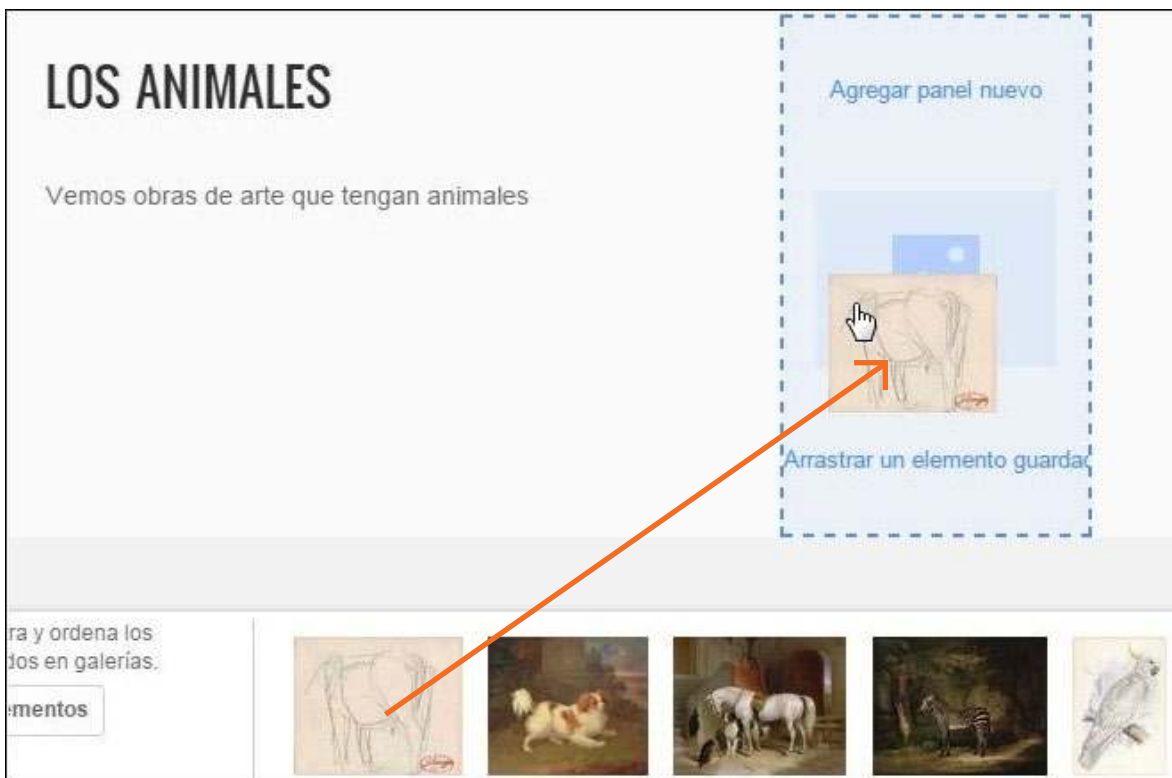 LOS ANIMALES
Vemos obras de arte que tengan animales
Agregar panel nuevo
Arrastrar un elemento guardad
ra y ordena los
dos en galerías.
ementos